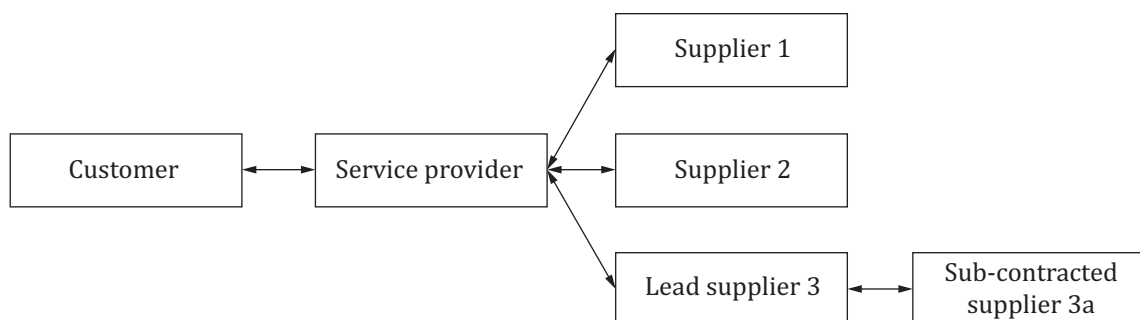 Supplier 1
Customer
Service provider
Supplier 2
Lead supplier 3
Sub-contracted
supplier 3a